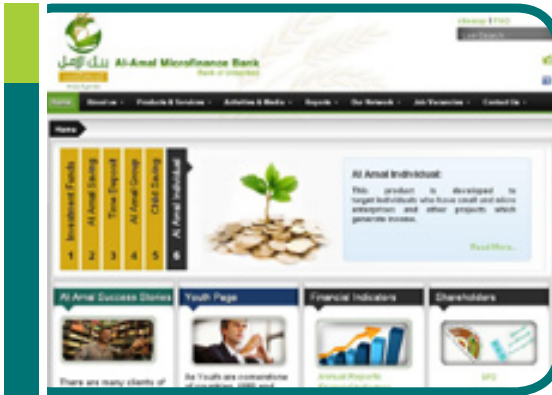 sitemap | FAQ
بنك الأمل
Al-Amal Microfinance Bank
Home About us Products & Services Activities & Media Reports Our Network Job Vacancies Contact Us
Home
1 Investment Funds
2 Al Amal Saving
3 Time Deposit
4 Al Amal Group
5 Child Saving
6 Al Amal Individual
Al Amal Individual:
This product is developed to
target individuals who have small and micro
enterprises and other projects which
generate income.
Read More..
Al Amal Success Stories
Youth Page
Financial Indicators
Shareholders
There are many clients of
As Youth are cornerstone
of countries,
Annual Reports